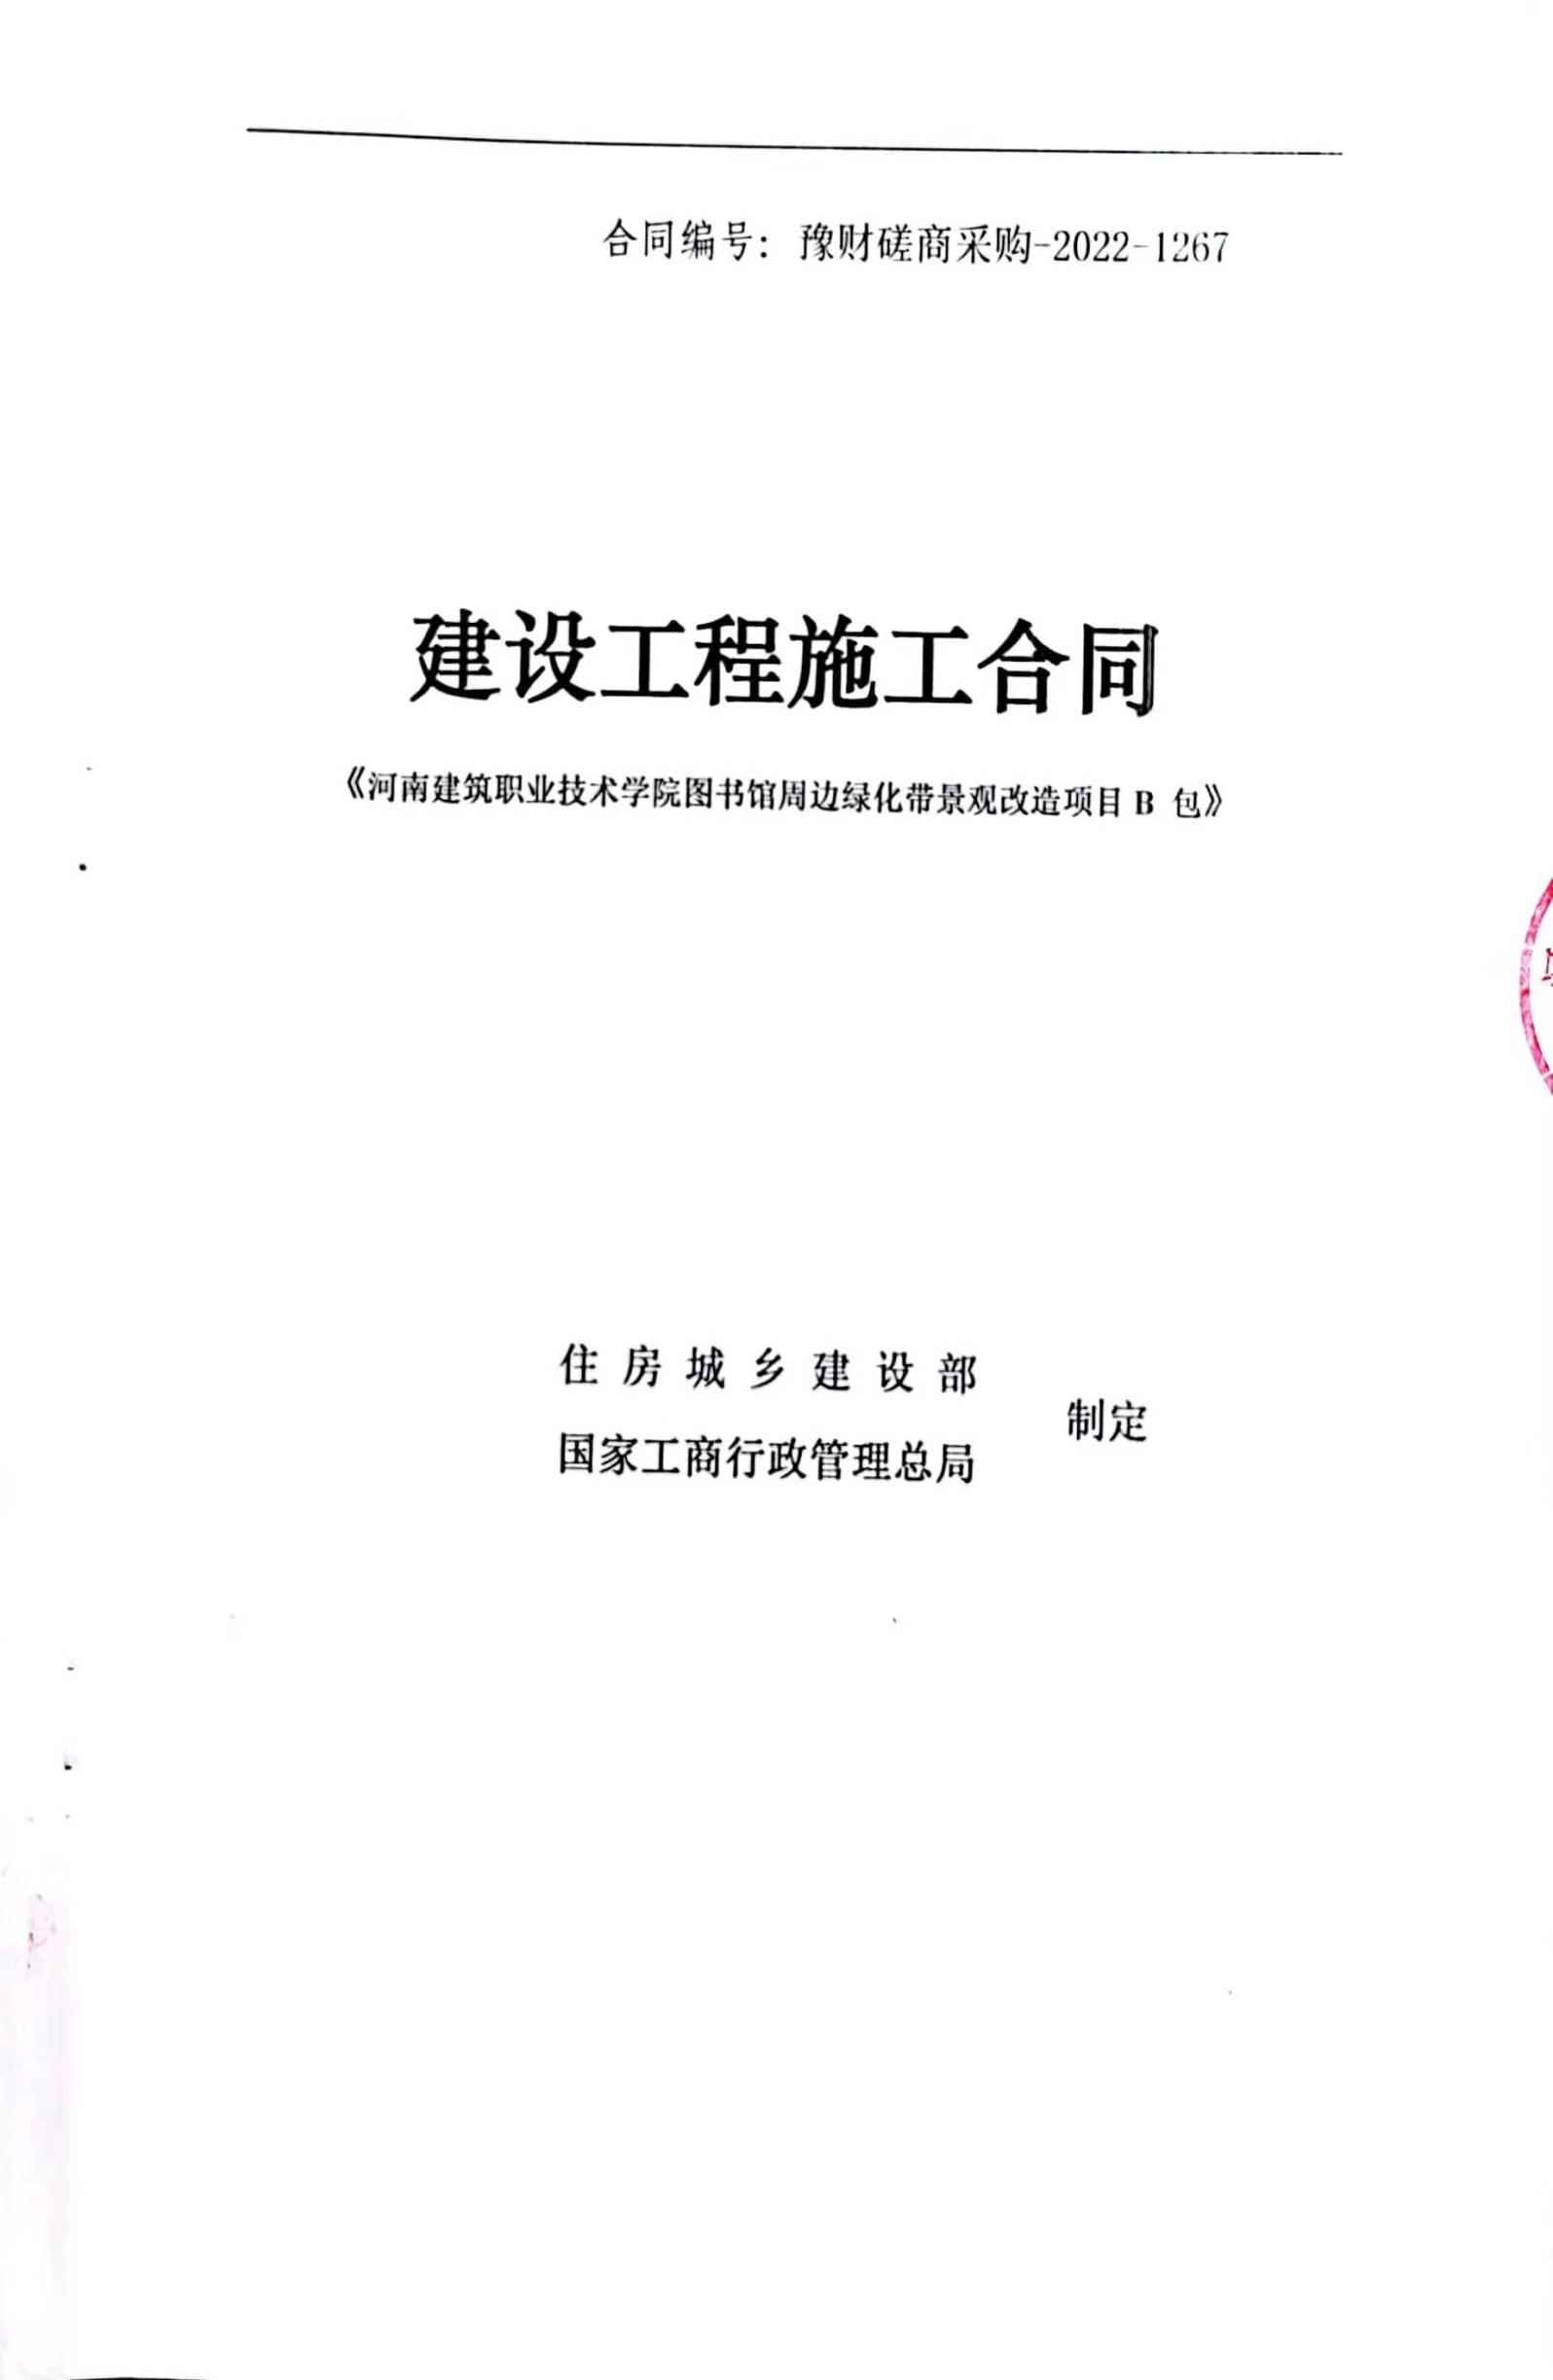 合同编号：豫财磋商采购-2022-1267
建设工程施工合同
《河南建筑职业技术学院图书馆周边绿化带景观改造项目 B 包》
住房城乡建设部
国家工商行政管理总局
制定